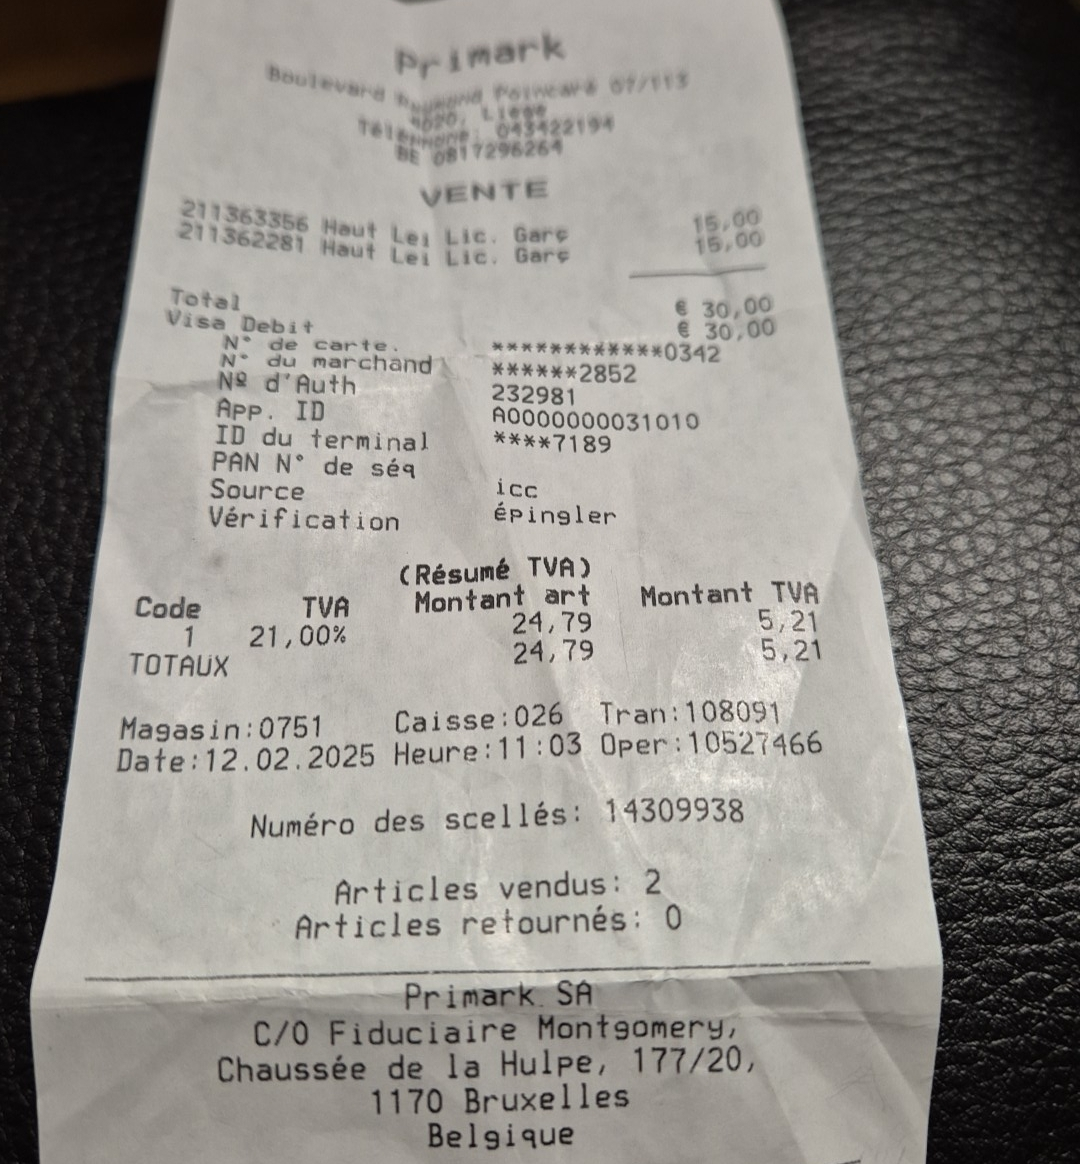 Primark
Boulevard Raymond Poincaré 07/113
4020, Liege
Téléphone: 043422194
BE 0817296264
VENTE
211363356 Haut Lei Lic. Garç 15,00
211362281 Haut Lei Lic. Garç 15,00
Total € 30,00
Visa Debit € 30,00
N° de carte. ************0342
N° du marchand ******2852
Nº d'Auth 232981
App. ID A0000000031010
ID du terminal ****7189
PAN N° de séq
Source icc
Vérification épingler
(Résumé TVA)
Code TVA Montant art Montant TVA
1 21,00% 24,79 5,21
TOTAUX 24,79 5,21
Magasin:0751 Caisse:026 Tran:108091
Date:12.02.2025 Heure:11:03 Oper:10527466
Numéro des scellés: 14309938
Articles vendus: 2
Articles retournés: 0
Primark SA
C/O Fiduciaire Montgomery,
Chaussée de la Hulpe, 177/20,
1170 Bruxelles
Belgique